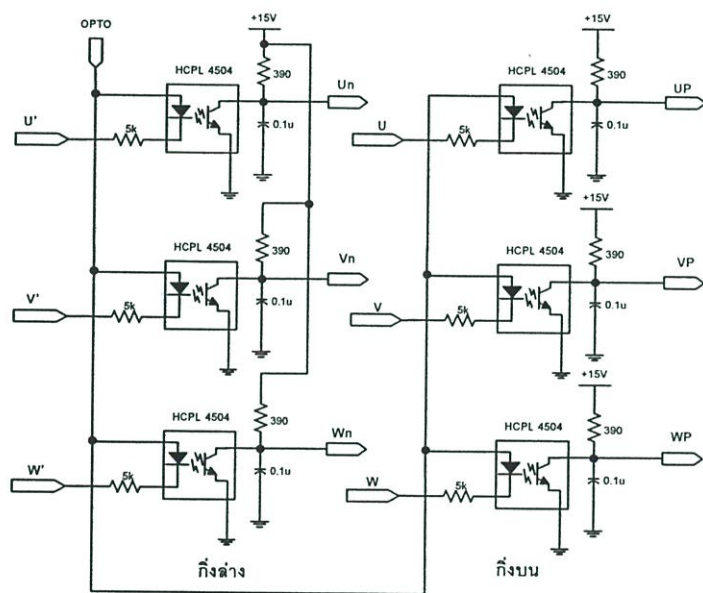 OPTO
+15V
+15V
HCPL 4504
390
HCPL 4504
390
Un
UP
U'
5k
0.1u
U
5k
0.1u
+15V
HCPL 4504
390
HCPL 4504
390
Vn
VP
V'
5k
0.1u
V
5k
0.1u
+15V
HCPL 4504
390
HCPL 4504
390
Wn
WP
W'
5k
0.1u
W
5k
0.1u
กิ่งล่าง
กิ่งบน